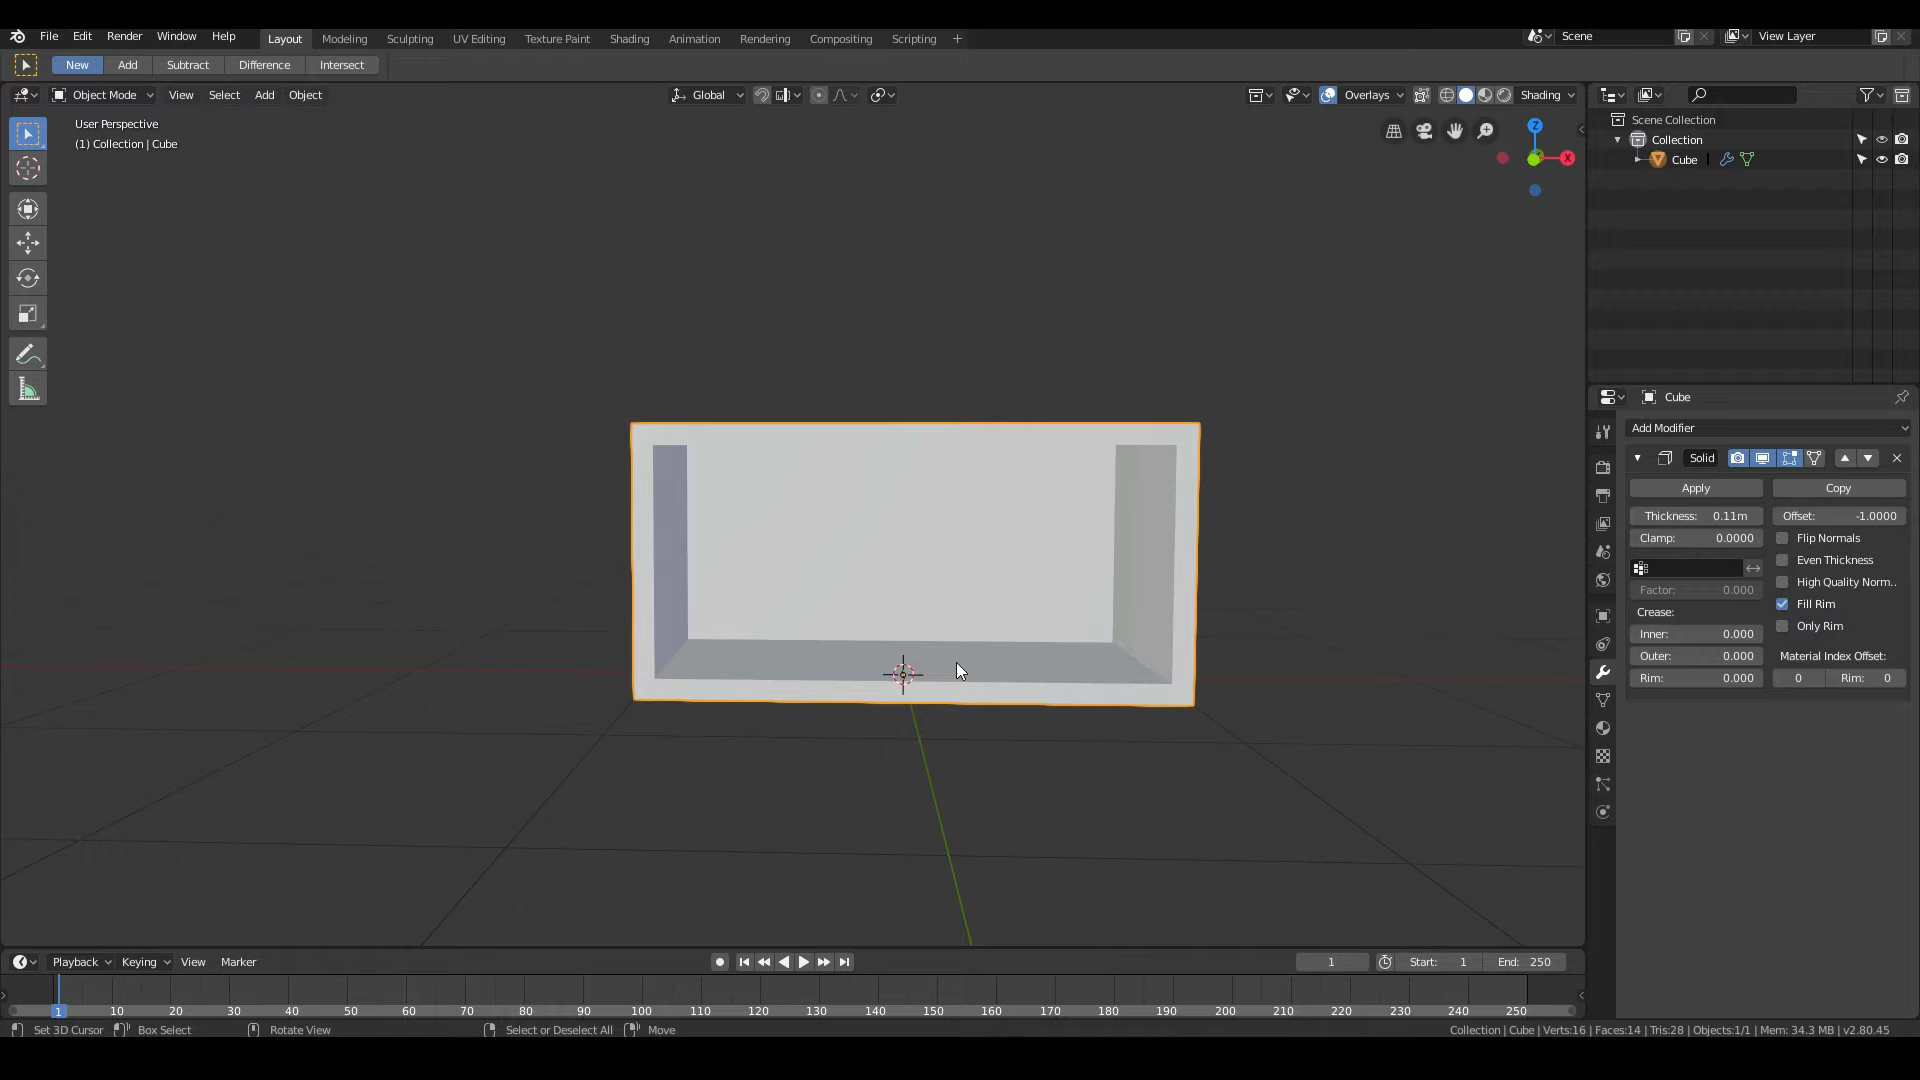 File Edit Render Window Help Layout Modeling Sculpting UV Editing Texture Paint Shading Animation Rendering Compositing Scripting + Scene View Layer
New Add Subtract Difference Intersect
Object Mode View Select Add Object Global Overlays Shading
User Perspective
(1) Collection | Cube
Z
X
Scene Collection
Collection
Cube
Cube
Add Modifier
Solid
Apply Copy
Thickness: 0.11m Offset: -1.0000
Clamp: 0.0000 Flip Normals
Even Thickness
High Quality Norm..
Factor: 0.000 Fill Rim
Crease: Only Rim
Inner: 0.000
Outer: 0.000 Material Index Offset:
Rim: 0.000 0 Rim: 0
Playback Keying View Marker 1 Start: 1 End: 250
1 10 20 30 40 50 60 70 80 90 100 110 120 130 140 150 160 170 180 190 200 210 220 230 240 250
Set 3D Cursor Box Select Rotate View Select or Deselect All Move Collection | Cube | Verts:16 | Faces:14 | Tris:28 | Objects:1/1 | Mem: 34.3 MB | v2.80.45